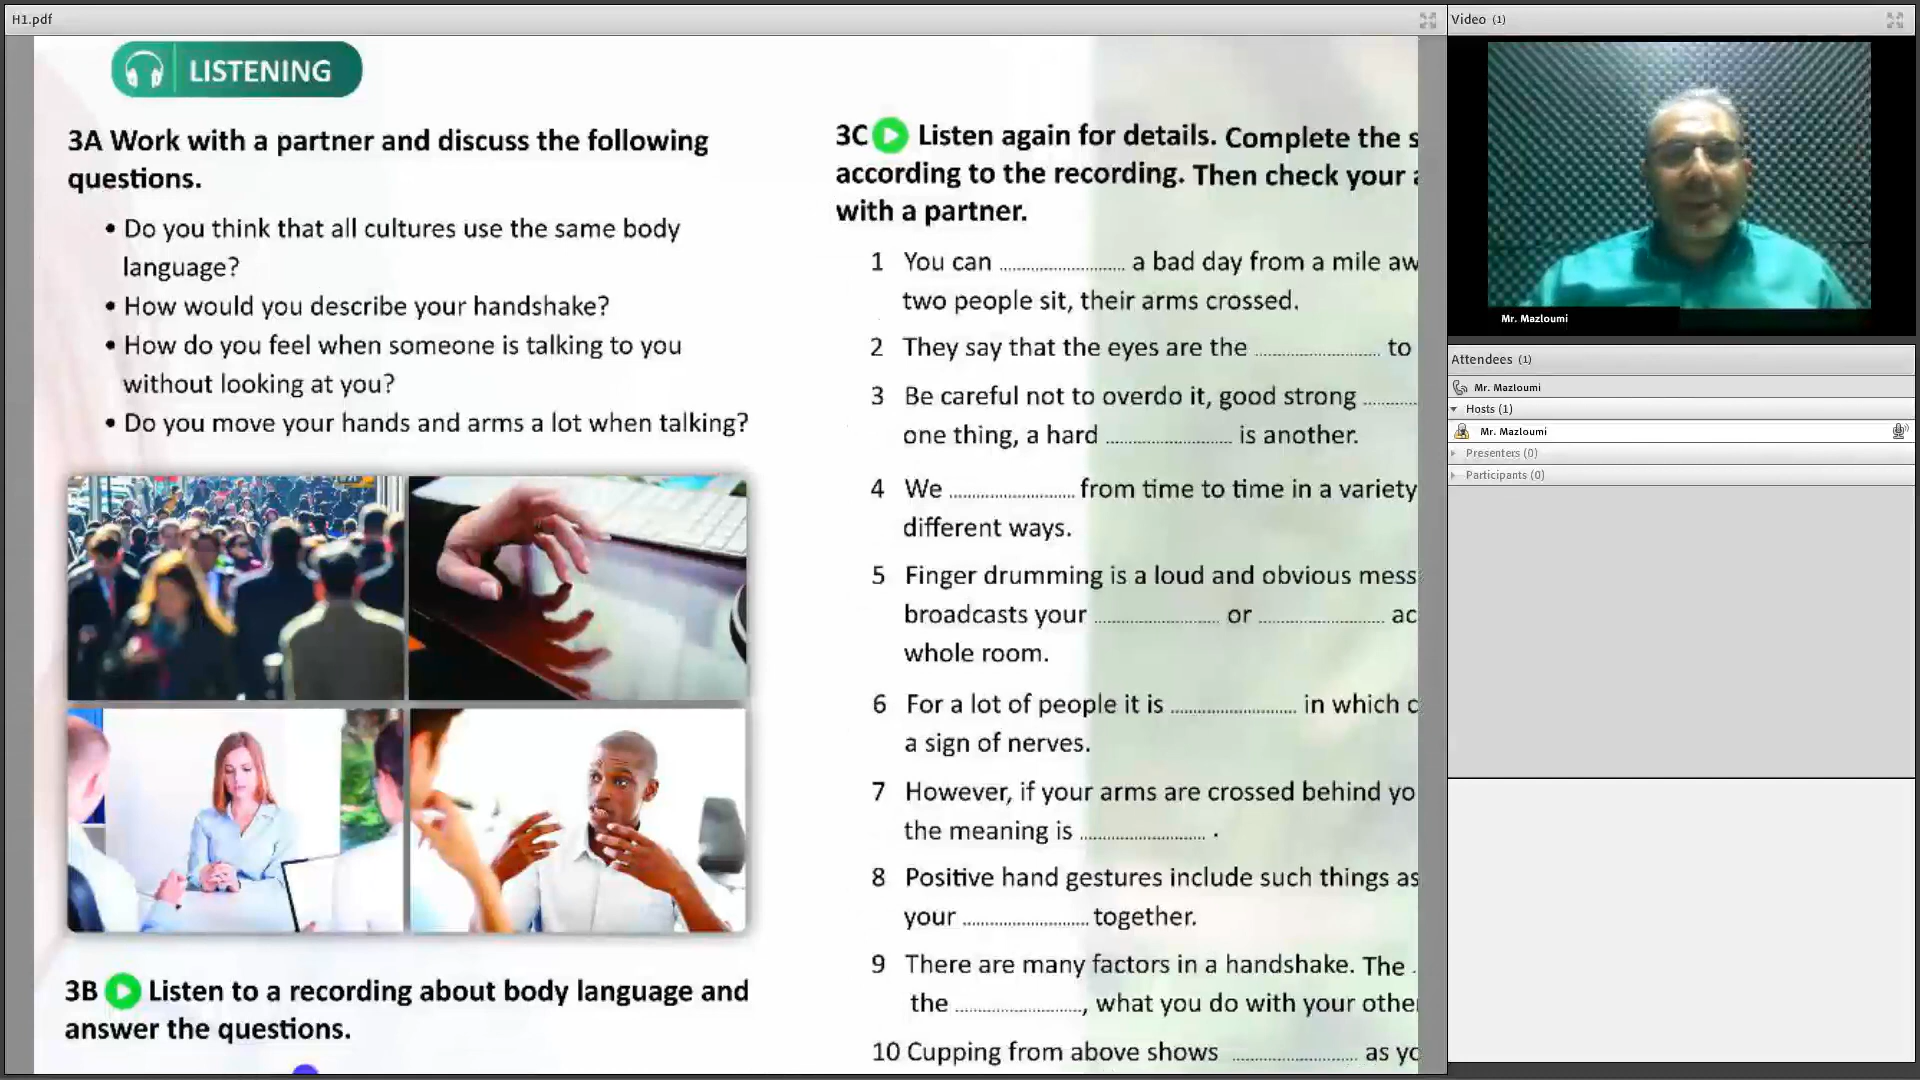 H1.pdf
LISTENING
3A Work with a partner and discuss the following
questions.
• Do you think that all cultures use the same body
language?
• How would you describe your handshake?
• How do you feel when someone is talking to you
without looking at you?
• Do you move your hands and arms a lot when talking?
3B Listen to a recording about body language and
answer the questions.
3C Listen again for details. Complete the s
according to the recording. Then check your
with a partner.
1 You can ........................ a bad day from a mile aw
two people sit, their arms crossed.
2 They say that the eyes are the ........................ to
3 Be careful not to overdo it, good strong ..........
one thing, a hard ........................ is another.
4 We ........................ from time to time in a variety
different ways.
5 Finger drumming is a loud and obvious mess
broadcasts your ........................ or ........................ ac
whole room.
6 For a lot of people it is ........................ in which c
a sign of nerves.
7 However, if your arms are crossed behind yo
the meaning is ........................ .
8 Positive hand gestures include such things as
your ........................ together.
9 There are many factors in a handshake. The .
the ........................, what you do with your other
10 Cupping from above shows ........................ as yo
Video (1)
Mr. Mazloumi
Attendees (1)
Mr. Mazloumi
Hosts (1)
Mr. Mazloumi
Presenters (0)
Participants (0)